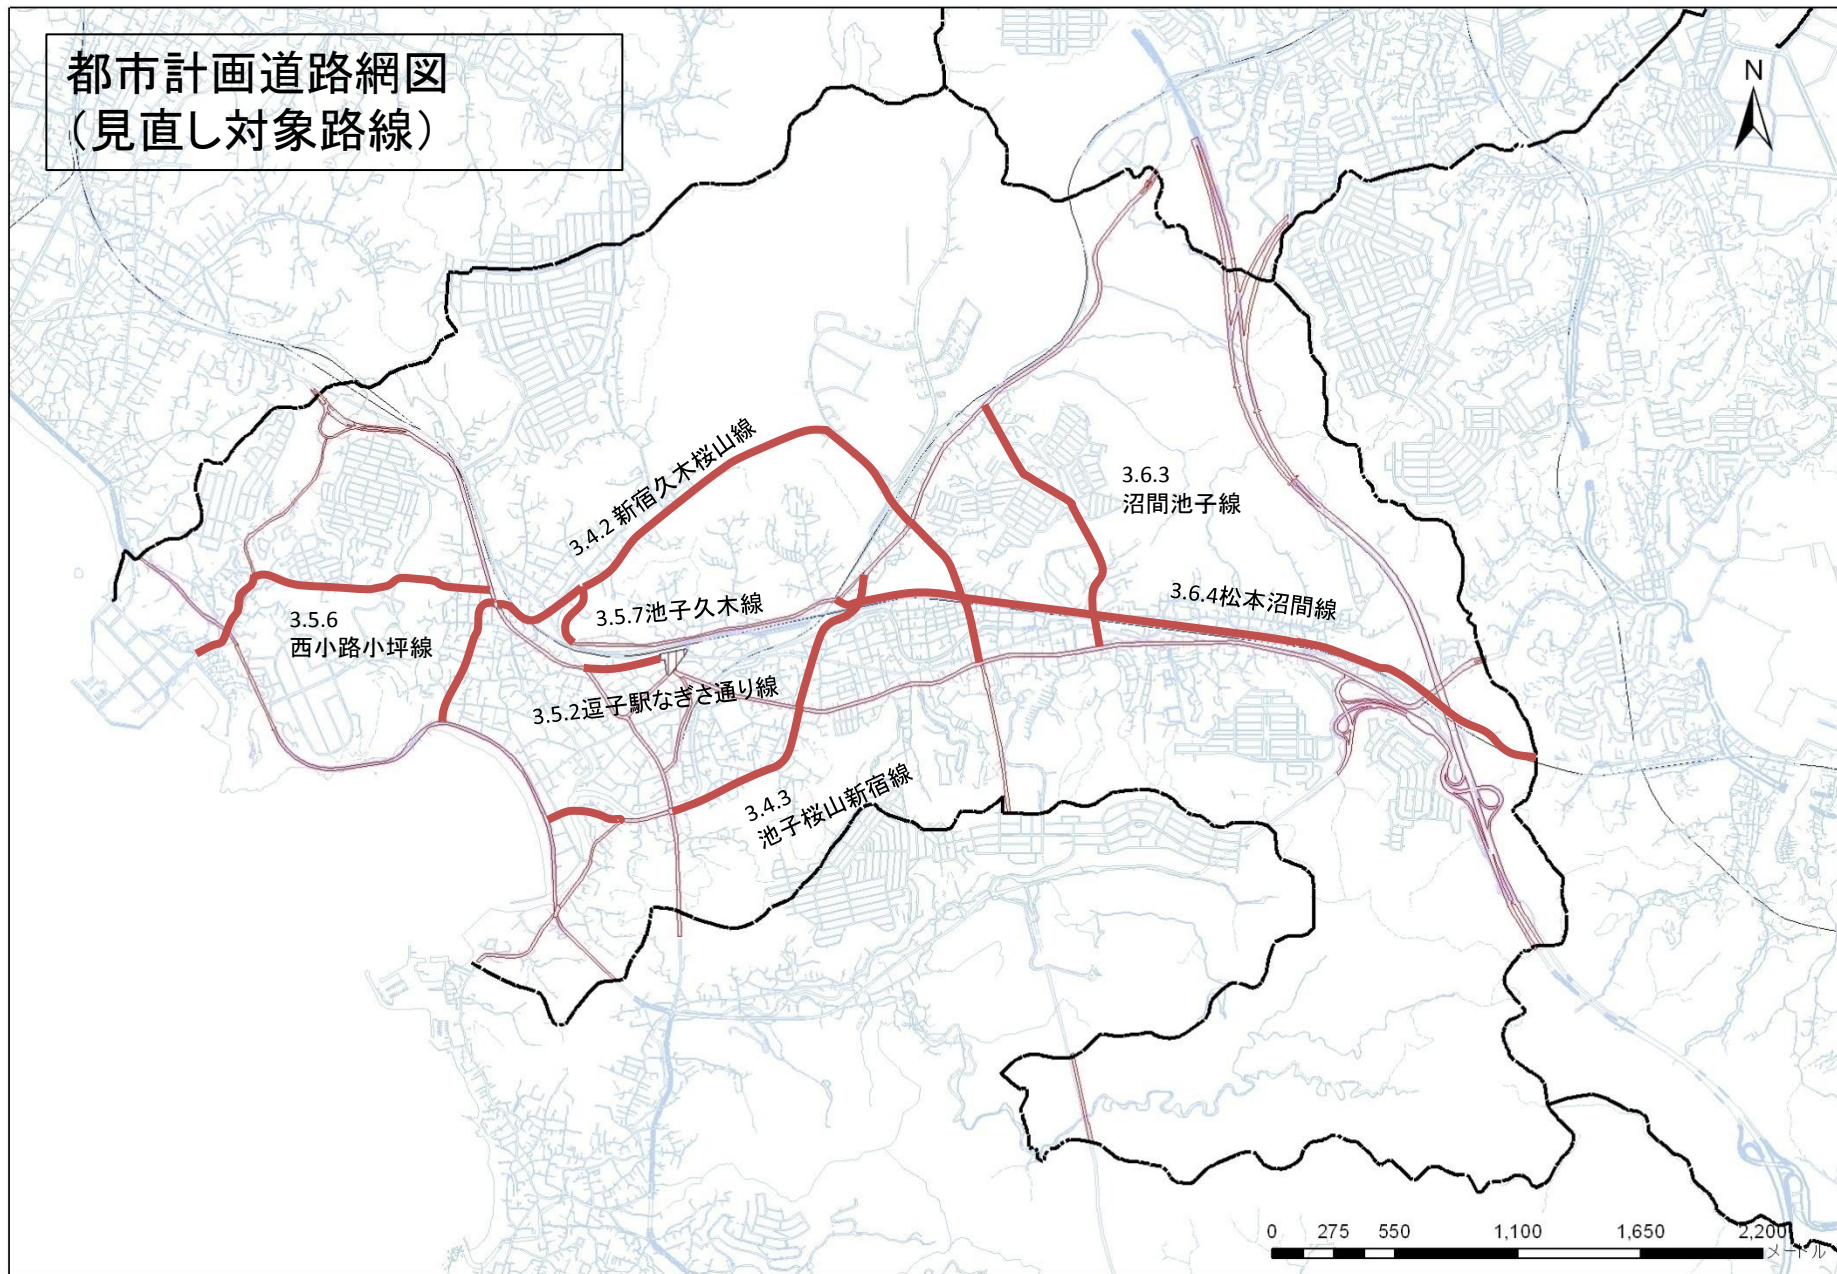 都市計画道路網図
（見直し対象路線）
N
3.4.2 新宿久木桜山線
3.6.3
沼間池子線
3.5.6
西小路小坪線
3.5.7池子久木線
3.6.4松本沼間線
3.5.2逗子駅なぎさ通り線
3.4.3
池子桜山新宿線
0 275 550 1,100 1,650 2,200
メートル